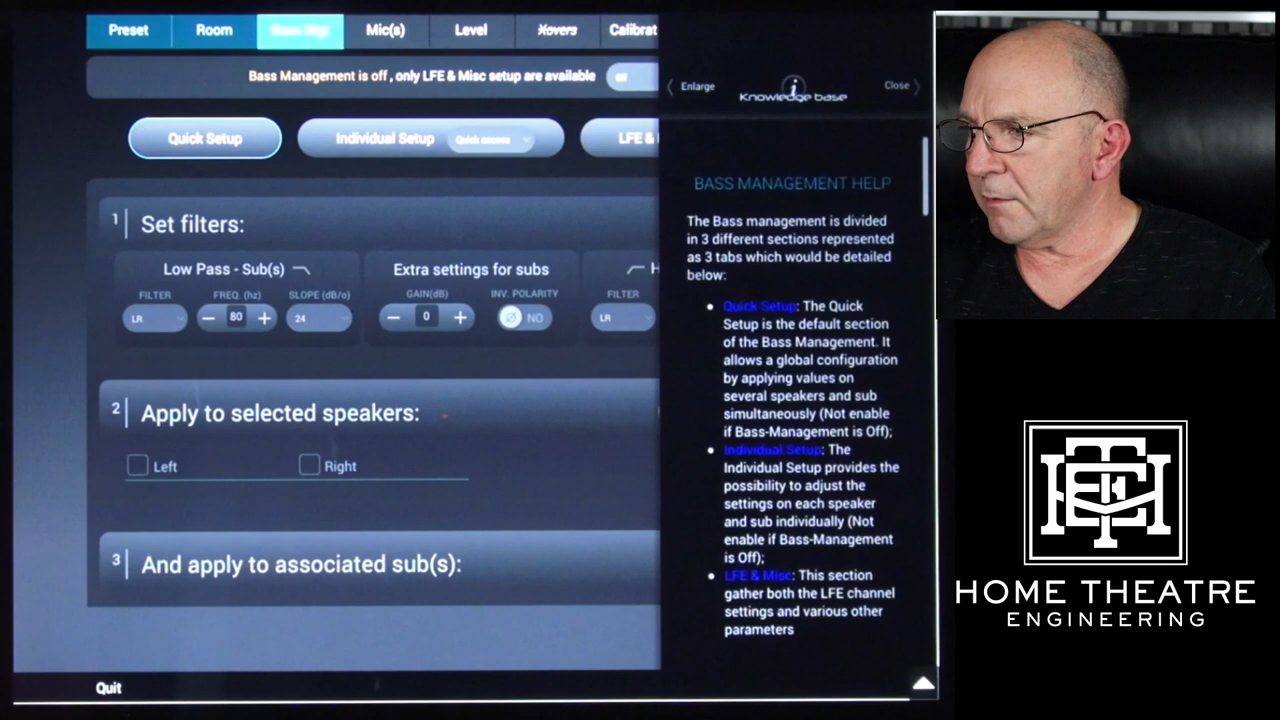 Preset Room Bass Mgt Mic(s) Level Xovers Calibrat
Bass Management is off , only LFE & Misc setup are available Off
Quick Setup Individual Setup Quick access LFE &
1 Set filters:
Low Pass - Sub(s) Extra settings for subs H
FILTER FREQ. (hz) SLOPE (dB/o) GAIN(dB) INV. POLARITY FILTER
LR − 80 + 24 − 0 + NO LR
2 Apply to selected speakers:
Left Right
3 And apply to associated sub(s):
Quit
Enlarge
Knowledge base
Close
BASS MANAGEMENT HELP
The Bass management is divided
in 3 different sections represented
as 3 tabs which would be detailed
below:
• Quick Setup: The Quick
Setup is the default section
of the Bass Management. It
allows a global configuration
by applying values on
several speakers and sub
simultaneously (Not enable
if Bass-Management is Off);
• Individual Setup: The
Individual Setup provides the
possibility to adjust the
settings on each speaker
and sub individually (Not
enable if Bass-Management
is Off);
• LFE & Misc: This section
gather both the LFE channel
settings and various other
parameters
HOME THEATRE
ENGINEERING